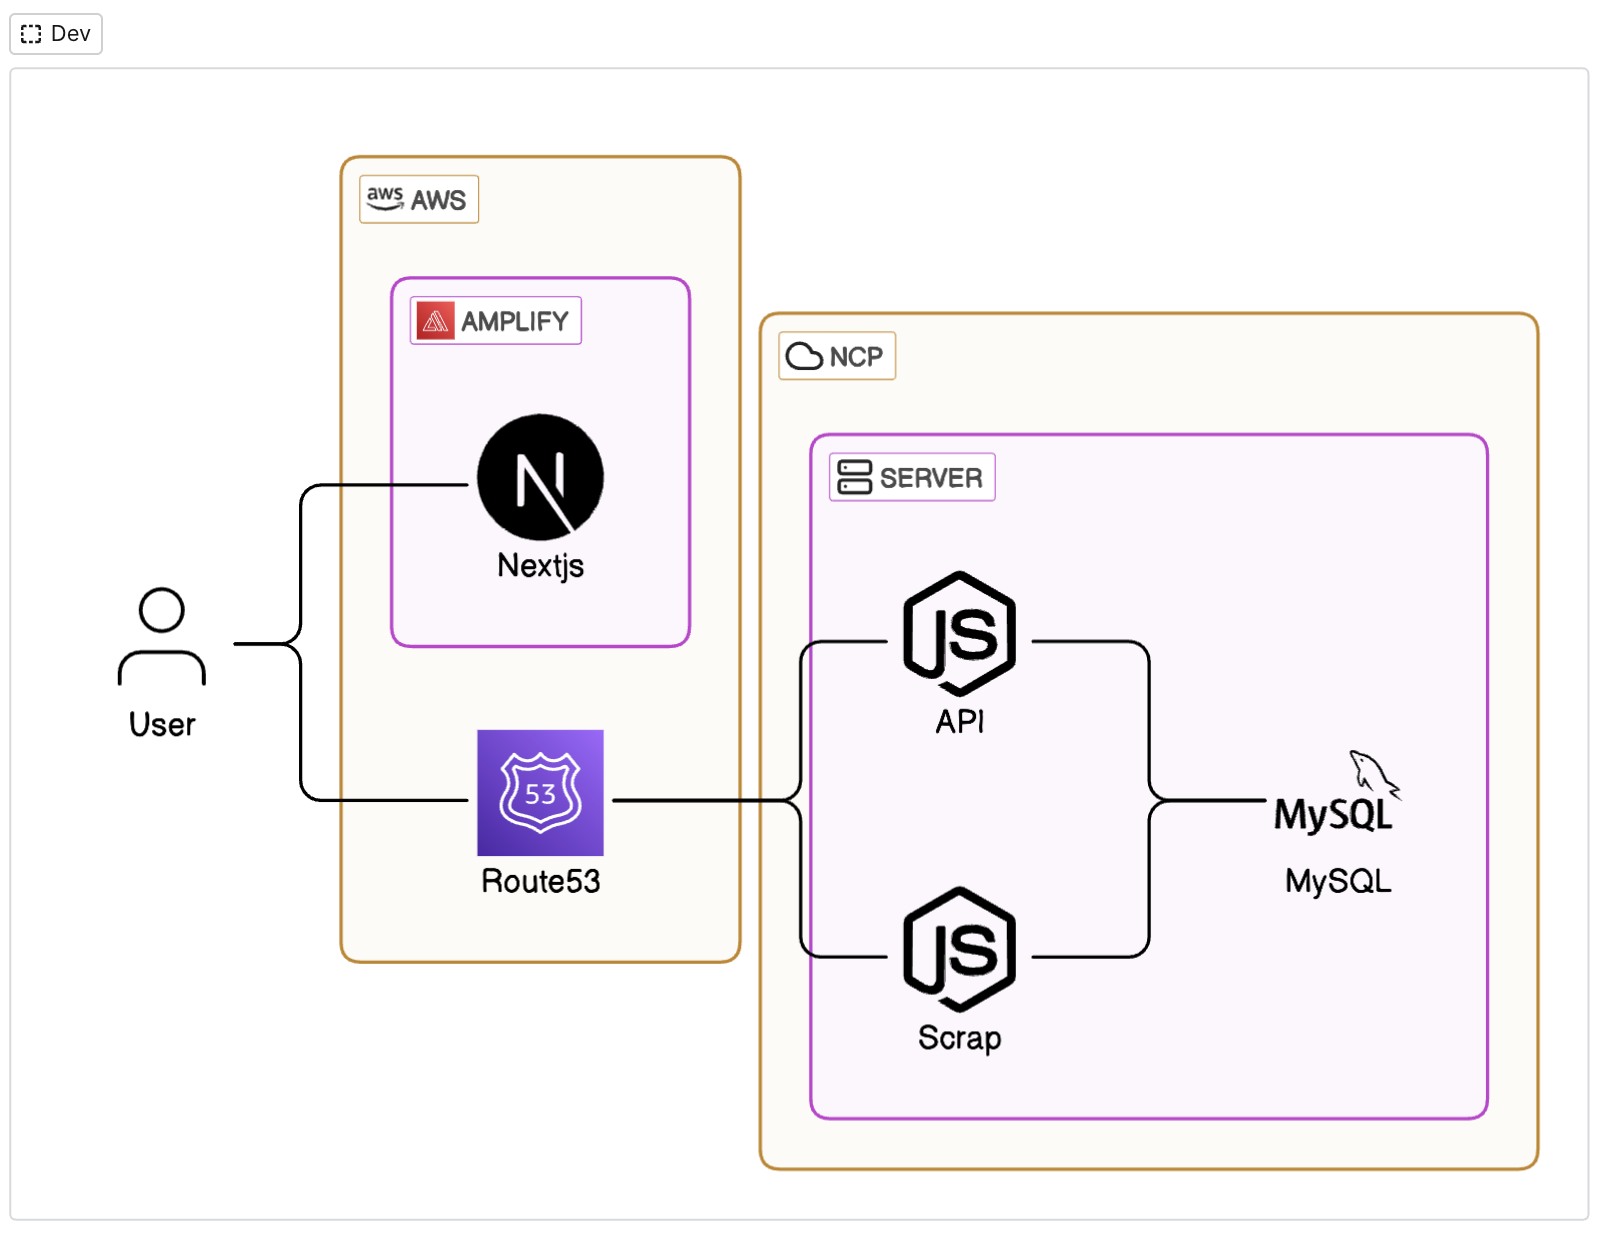 Dev
aws AWS
AMPLIFY
Nextjs
NCP
SERVER
JS
API
User
53
Route53
MySQL
MySQL
JS
Scrap